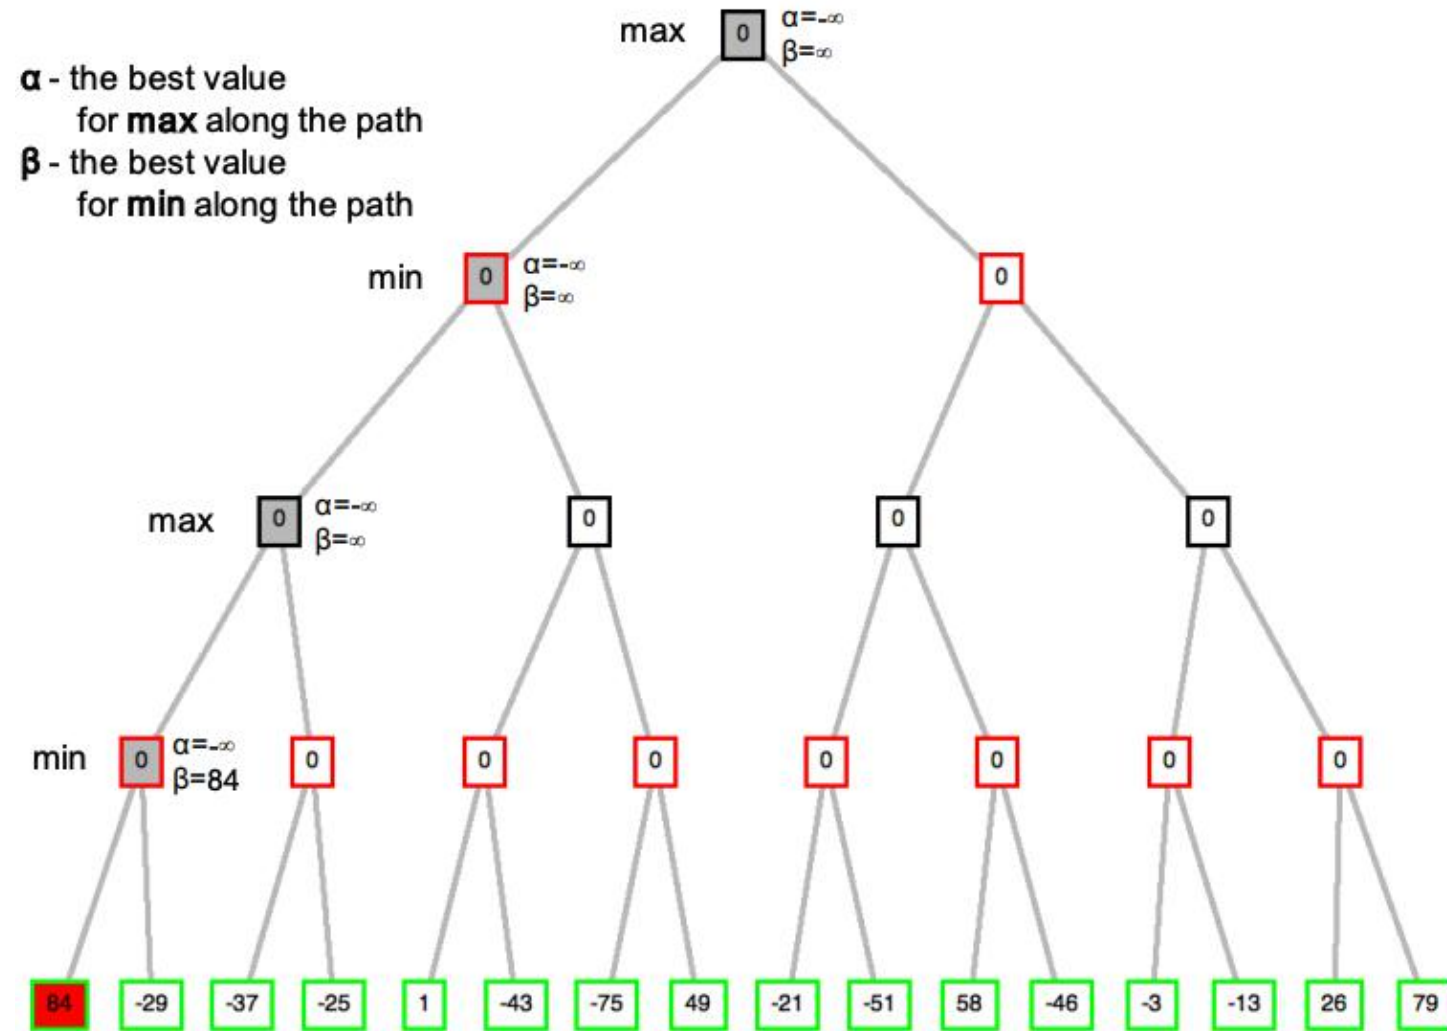 max 0 α=-∞
β=∞
α - the best value
for max along the path
β - the best value
for min along the path
min 0 α=-∞ 0
β=∞
max 0 α=-∞ 0 0 0
β=∞
min 0 α=-∞ 0 0 0 0 0 0 0
β=84
84 -29 -37 -25 1 -43 -75 49 -21 -51 58 -46 -3 -13 26 79